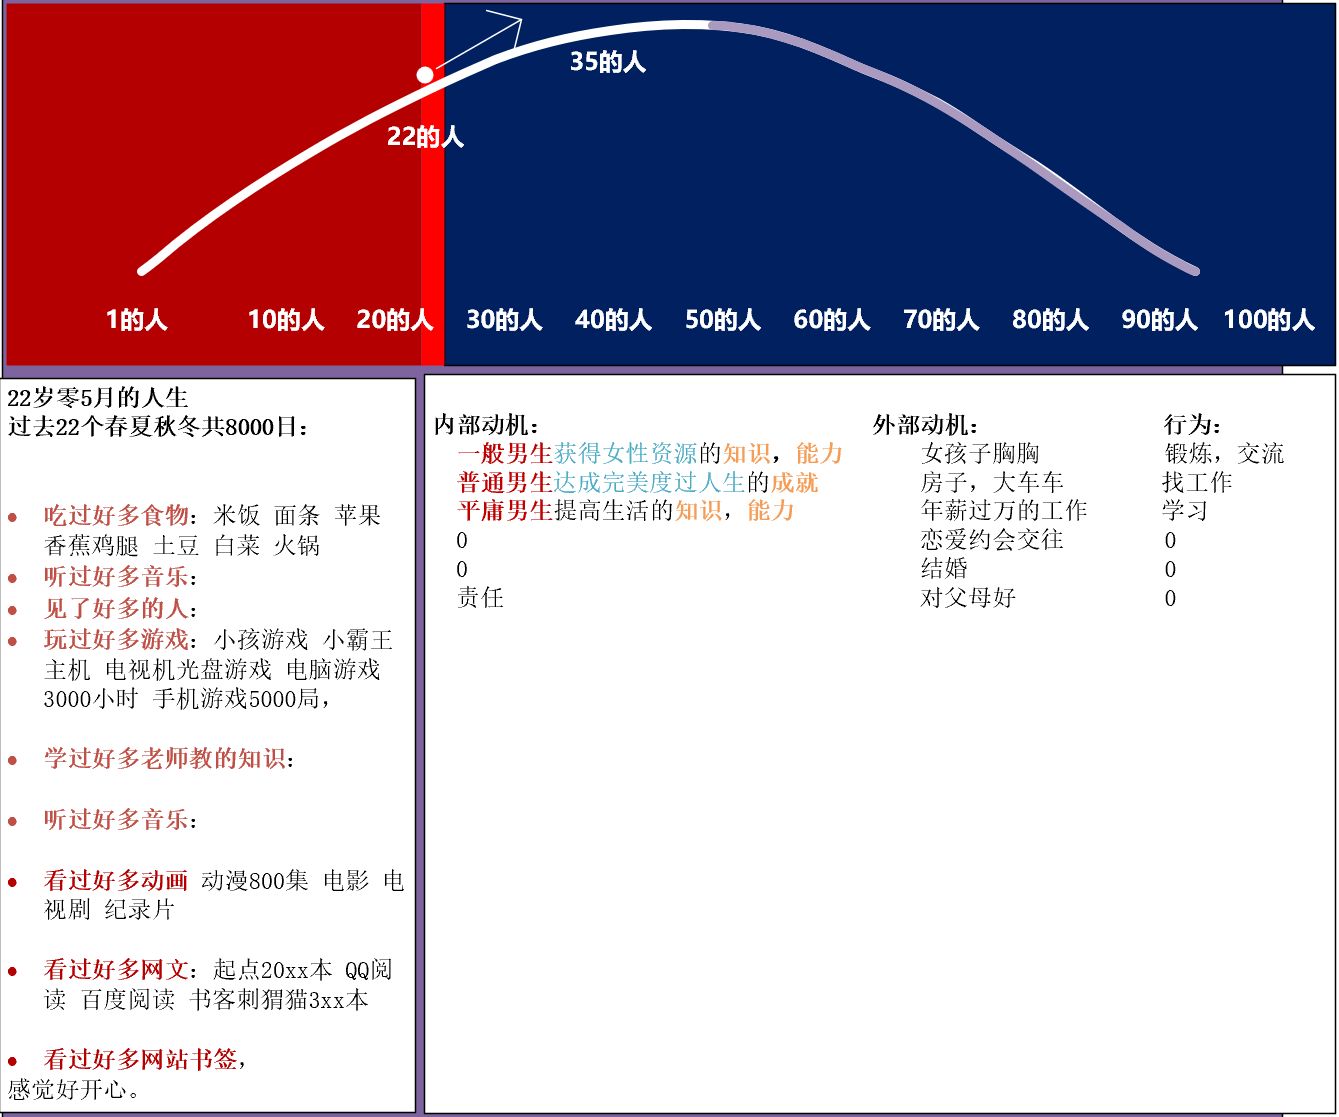 35的人
22的人
1的人 10的人 20的人 30的人 40的人 50的人 60的人 70的人 80的人 90的人 100的人
22岁零5月的人生
过去22个春夏秋冬共8000日：
吃过好多食物：米饭 面条 苹果
香蕉鸡腿 土豆 白菜 火锅
听过好多音乐：
见了好多的人：
玩过好多游戏：小孩游戏 小霸王
主机 电视机光盘游戏 电脑游戏
3000小时 手机游戏5000局，
学过好多老师教的知识：
听过好多音乐：
看过好多动画 动漫800集 电影 电
视剧 纪录片
看过好多网文：起点20xx本 QQ阅
读 百度阅读 书客刺猬猫3xx本
看过好多网站书签，
感觉好开心。
内部动机： 外部动机： 行为：
一般男生获得女性资源的知识，能力 女孩子胸胸 锻炼，交流
普通男生达成完美度过人生的成就 房子，大车车 找工作
平庸男生提高生活的知识，能力 年薪过万的工作 学习
0 恋爱约会交往 0
0 结婚 0
责任 对父母好 0